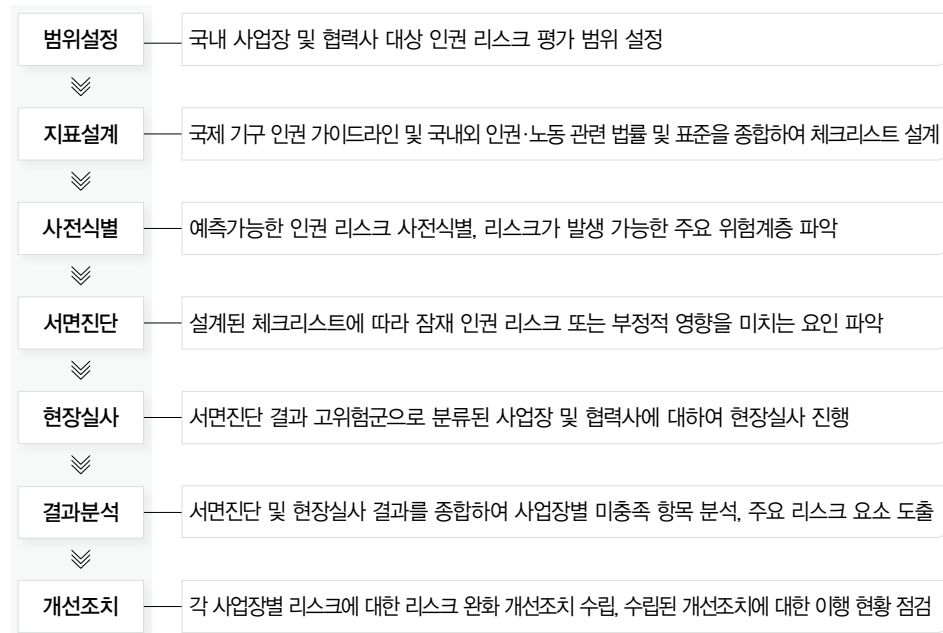 범위설정
국내 사업장 및 협력사 대상 인권 리스크 평가 범위 설정
지표설계
국제 기구 인권 가이드라인 및 국내외 인권·노동 관련 법률 및 표준을 종합하여 체크리스트 설계
사전식별
예측가능한 인권 리스크 사전식별, 리스크가 발생 가능한 주요 위험계층 파악
서면진단
설계된 체크리스트에 따라 잠재 인권 리스크 또는 부정적 영향을 미치는 요인 파악
현장실사
서면진단 결과 고위험군으로 분류된 사업장 및 협력사에 대하여 현장실사 진행
결과분석
서면진단 및 현장실사 결과를 종합하여 사업장별 미충족 항목 분석, 주요 리스크 요소 도출
개선조치
각 사업장별 리스크에 대한 리스크 완화 개선조치 수립, 수립된 개선조치에 대한 이행 현황 점검